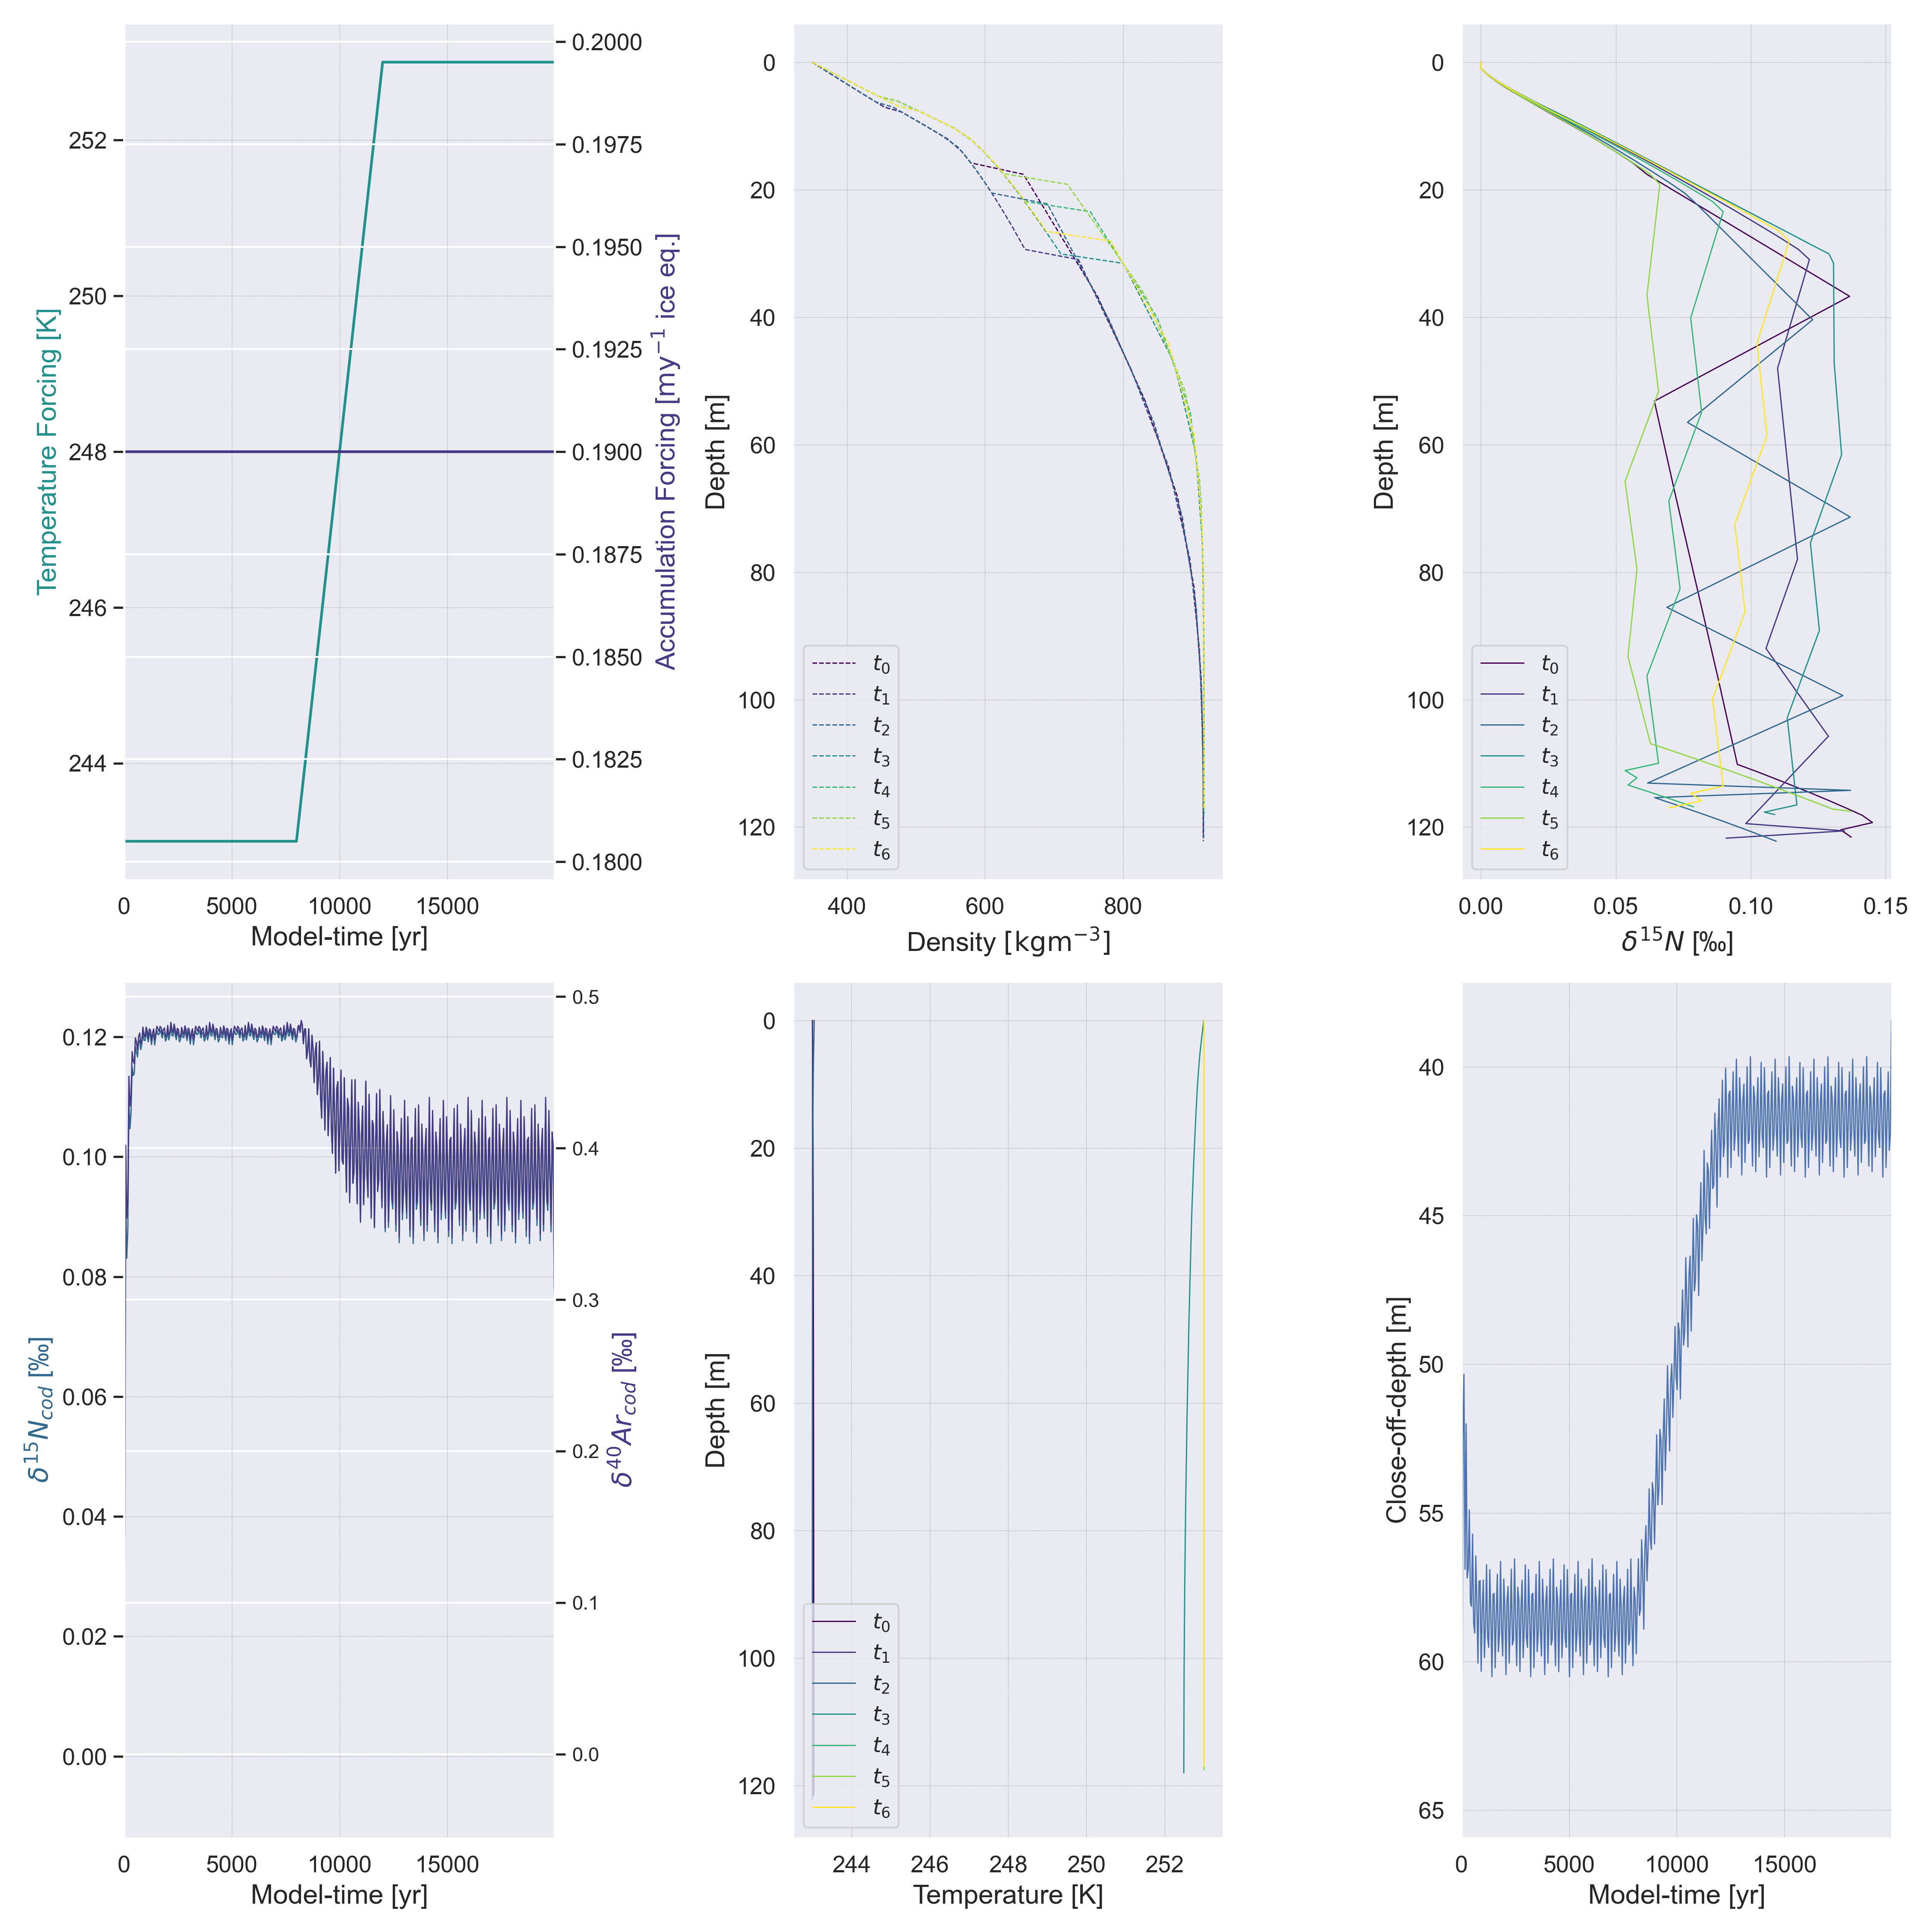 Temperature Forcing [K]
252
250
248
246
244
0.2000
0.1975
0.1950
0.1925
0.1900
0.1875
0.1850
0.1825
0.1800
Accumulation Forcing [my⁻¹ ice eq.]
0 5000 10000 15000
Model-time [yr]
Depth [m]
0
20
40
60
80
100
120
t₀
t₁
t₂
t₃
t₄
t₅
t₆
400 600 800
Density [kgm⁻³]
Depth [m]
0
20
40
60
80
100
120
t₀
t₁
t₂
t₃
t₄
t₅
t₆
0.00 0.05 0.10 0.15
δ¹⁵N [‰]
δ¹⁵N_cod [‰]
0.12
0.10
0.08
0.06
0.04
0.02
0.00
0.5
0.4
0.3
0.2
0.1
0.0
δ⁴⁰Ar_cod [‰]
0 5000 10000 15000
Model-time [yr]
Depth [m]
0
20
40
60
80
100
120
t₀
t₁
t₂
t₃
t₄
t₅
t₆
244 246 248 250 252
Temperature [K]
Close-off-depth [m]
40
45
50
55
60
65
0 5000 10000 15000
Model-time [yr]